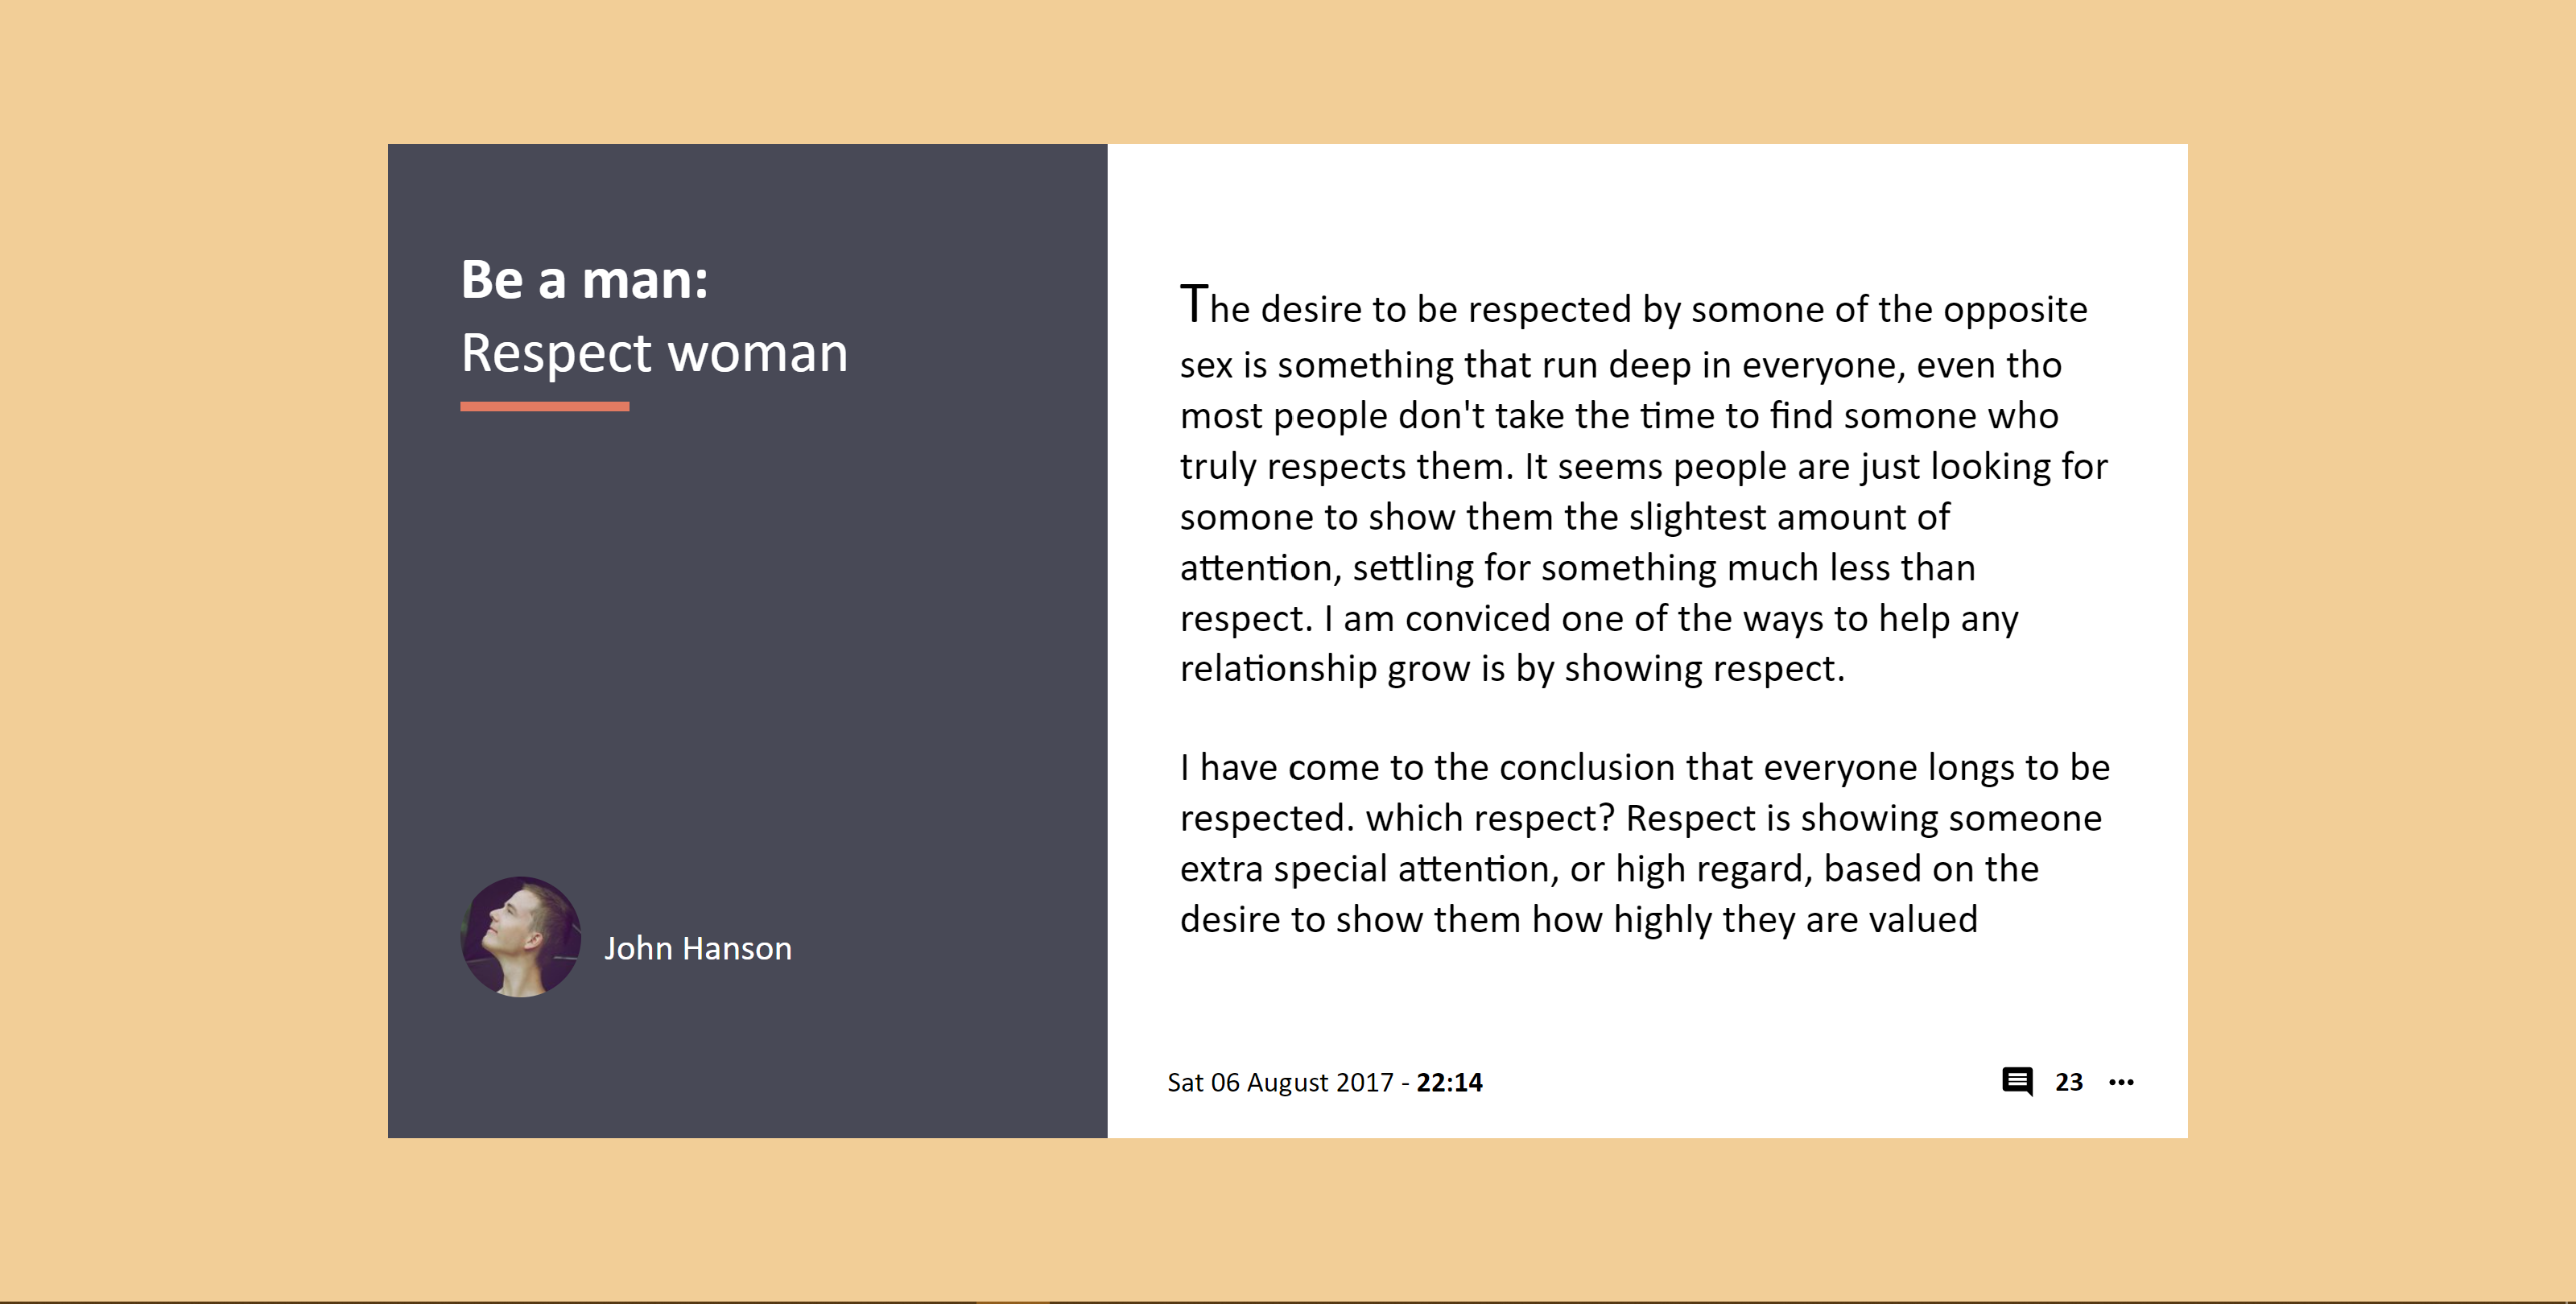 Be a man:
Respect woman
John Hanson
The desire to be respected by somone of the opposite
sex is something that run deep in everyone, even tho
most people don't take the time to find somone who
truly respects them. It seems people are just looking for
somone to show them the slightest amount of
attention, settling for something much less than
respect. I am conviced one of the ways to help any
relationship grow is by showing respect.
I have come to the conclusion that everyone longs to be
respected. which respect? Respect is showing someone
extra special attention, or high regard, based on the
desire to show them how highly they are valued
Sat 06 August 2017 - 22:14
23